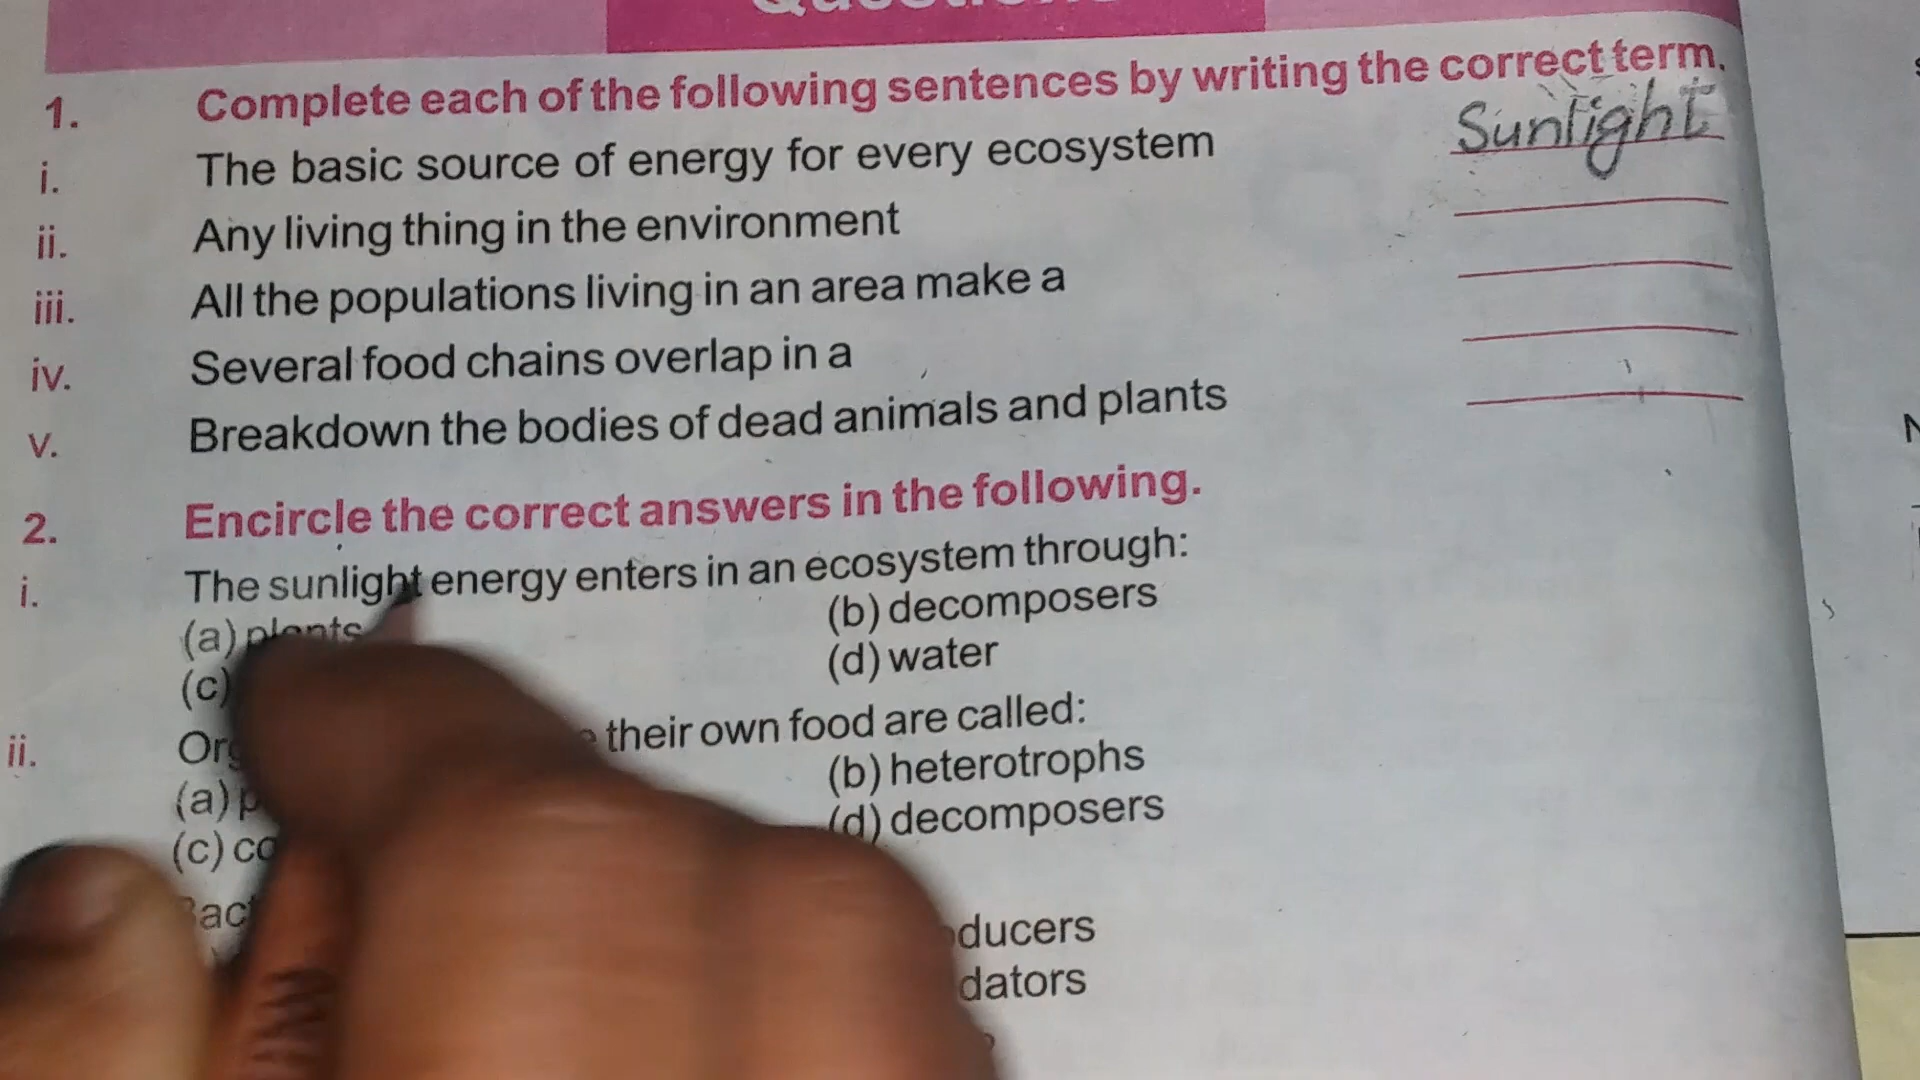 1. Complete each of the following sentences by writing the correct term.
i. The basic source of energy for every ecosystem Sunlight
ii. Any living thing in the environment
iii. All the populations living in an area make a
iv. Several food chains overlap in a
v. Breakdown the bodies of dead animals and plants
2. Encircle the correct answers in the following.
i. The sunlight energy enters in an ecosystem through:
(a) plants (b) decomposers
(c) (d) water
ii. their own food are called:
(a) (b) heterotrophs
(c) (d) decomposers